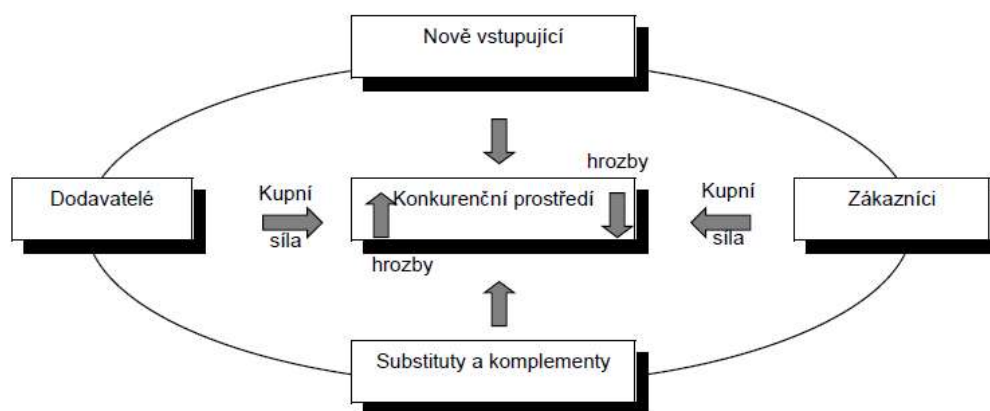 Nově vstupující
hrozby
Dodavatelé
Kupní
síla
Konkurenční prostředí
Kupní
síla
Zákazníci
hrozby
Substituty a komplementy